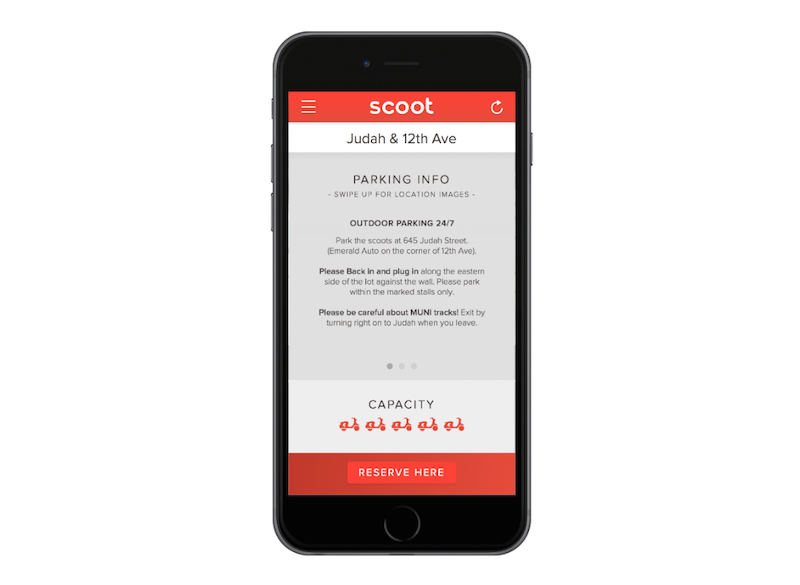 scoot
Judah & 12th Ave
PARKING INFO
- SWIPE UP FOR LOCATION IMAGES -
OUTDOOR PARKING 24/7
Park the scoots at 645 Judah Street.
(Emerald Auto on the corner of 12th Ave).
Please Back in and plug in along the eastern
side of the lot against the wall. Please park
within the marked stalls only.
Please be careful about MUNI tracks! Exit by
turning right on to Judah when you leave.
CAPACITY
RESERVE HERE